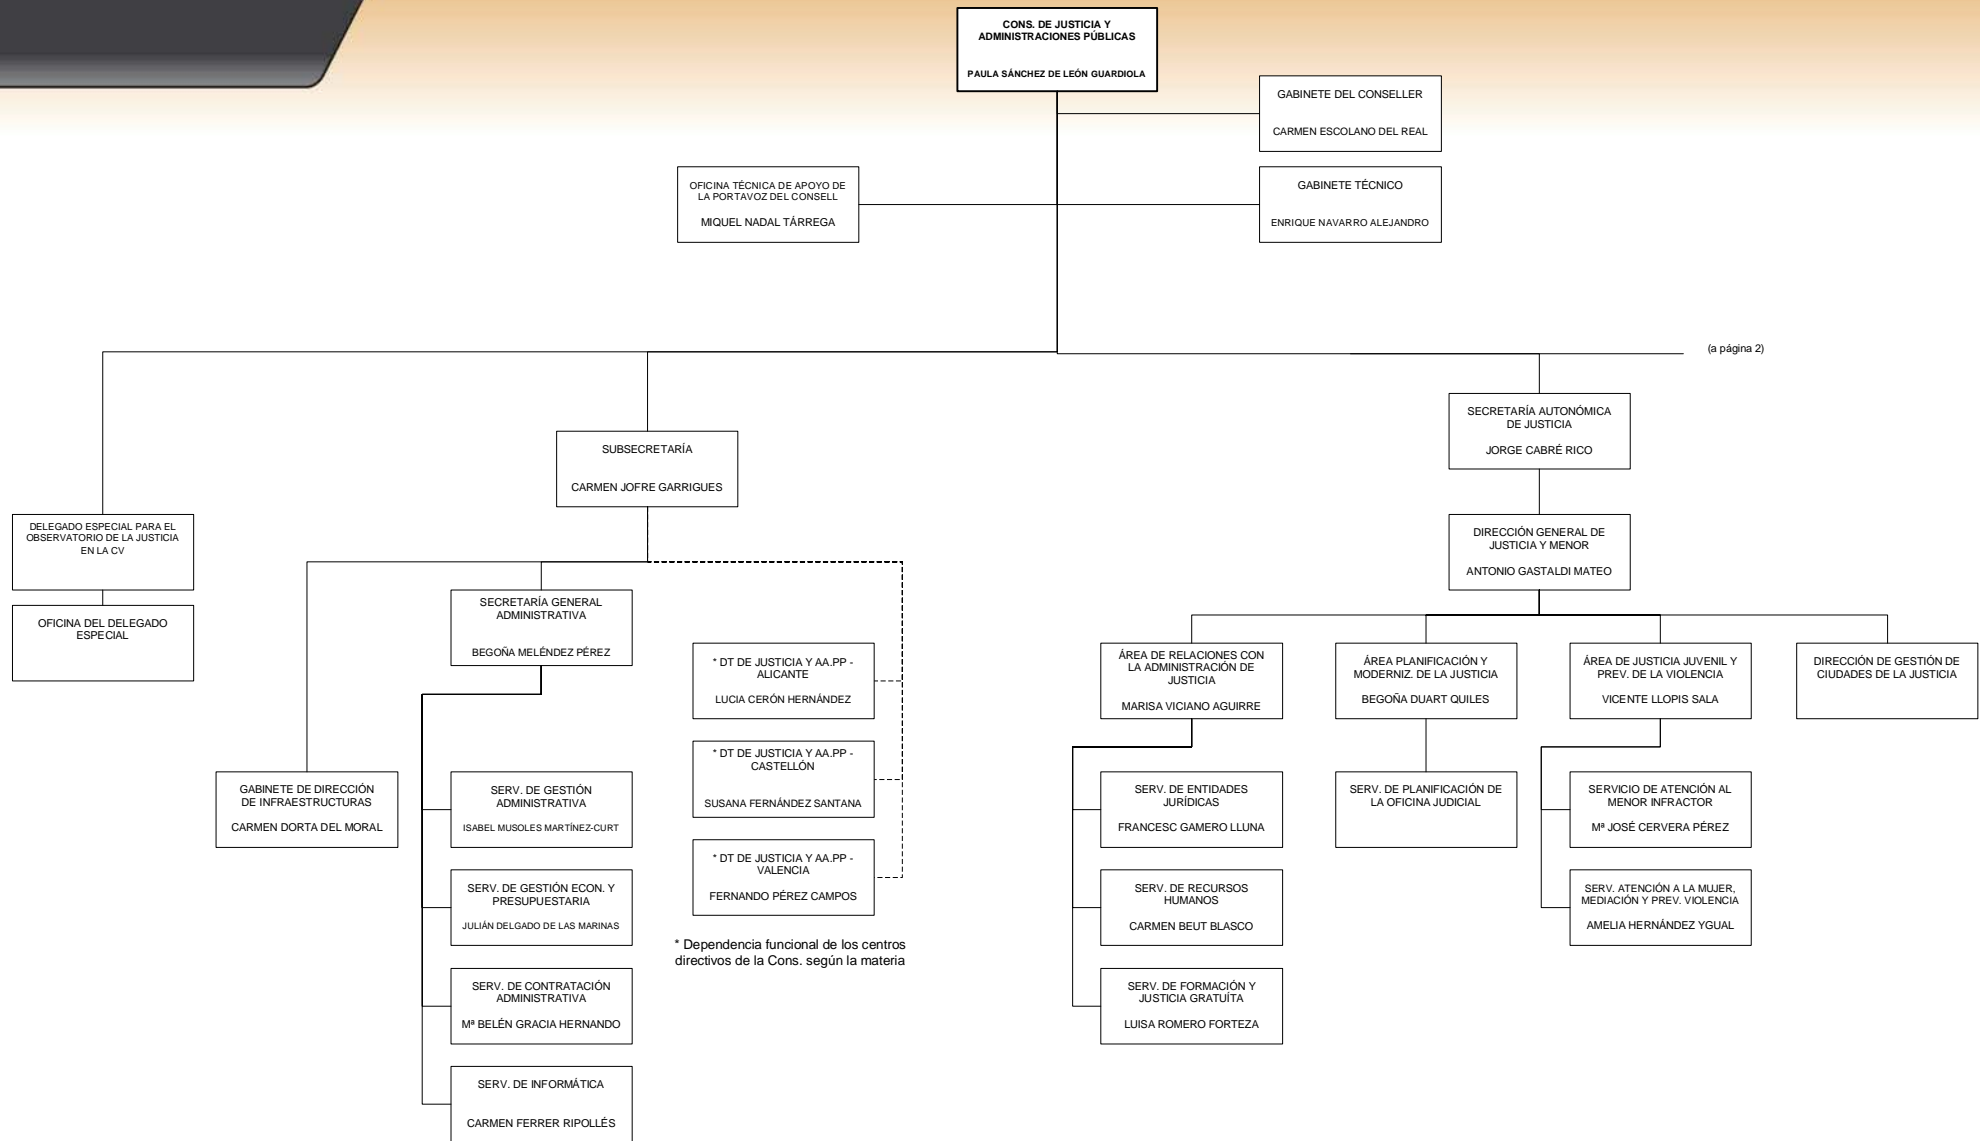 CONS. DE JUSTICIA Y
ADMINISTRACIONES PÚBLICAS
PAULA SÁNCHEZ DE LEÓN GUARDIOLA
GABINETE DEL CONSELLER
CARMEN ESCOLANO DEL REAL
OFICINA TÉCNICA DE APOYO DE
LA PORTAVOZ DEL CONSELL
MIQUEL NADAL TÁRREGA
GABINETE TÉCNICO
ENRIQUE NAVARRO ALEJANDRO
(a página 2)
SECRETARÍA AUTONÓMICA
DE JUSTICIA
JORGE CABRÉ RICO
SUBSECRETARÍA
CARMEN JOFRE GARRIGUES
DELEGADO ESPECIAL PARA EL
OBSERVATORIO DE LA JUSTICIA
EN LA CV
DIRECCIÓN GENERAL DE
JUSTICIA Y MENOR
ANTONIO GASTALDI MATEO
OFICINA DEL DELEGADO
ESPECIAL
SECRETARÍA GENERAL
ADMINISTRATIVA
BEGOÑA MELÉNDEZ PÉREZ
* DT DE JUSTICIA Y AA.PP -
ALICANTE
LUCIA CERÓN HERNÁNDEZ
ÁREA DE RELACIONES CON
LA ADMINISTRACIÓN DE
JUSTICIA
MARISA VICIANO AGUIRRE
ÁREA PLANIFICACIÓN Y
MODERNIZ. DE LA JUSTICIA
BEGOÑA DUART QUILES
ÁREA DE JUSTICIA JUVENIL Y
PREV. DE LA VIOLENCIA
VICENTE LLOPIS SALA
DIRECCIÓN DE GESTIÓN DE
CIUDADES DE LA JUSTICIA
* DT DE JUSTICIA Y AA.PP -
CASTELLÓN
SUSANA FERNÁNDEZ SANTANA
GABINETE DE DIRECCIÓN
DE INFRAESTRUCTURAS
CARMEN DORTA DEL MORAL
SERV. DE GESTIÓN
ADMINISTRATIVA
ISABEL MUSOLES MARTÍNEZ-CURT
SERV. DE ENTIDADES
JURÍDICAS
FRANCESC GAMERO LLUNA
SERV. DE PLANIFICACIÓN DE
LA OFICINA JUDICIAL
SERVICIO DE ATENCIÓN AL
MENOR INFRACTOR
Mª JOSÉ CERVERA PÉREZ
* DT DE JUSTICIA Y AA.PP -
VALENCIA
FERNANDO PÉREZ CAMPOS
SERV. DE GESTIÓN ECON. Y
PRESUPUESTARIA
JULIÁN DELGADO DE LAS MARINAS
SERV. DE RECURSOS
HUMANOS
CARMEN BEUT BLASCO
SERV. ATENCIÓN A LA MUJER,
MEDIACIÓN Y PREV. VIOLENCIA
AMELIA HERNÁNDEZ YGUAL
* Dependencia funcional de los centros
directivos de la Cons. según la materia
SERV. DE CONTRATACIÓN
ADMINISTRATIVA
Mª BELÉN GRACIA HERNANDO
SERV. DE FORMACIÓN Y
JUSTICIA GRATUÍTA
LUISA ROMERO FORTEZA
SERV. DE INFORMÁTICA
CARMEN FERRER RIPOLLÉS